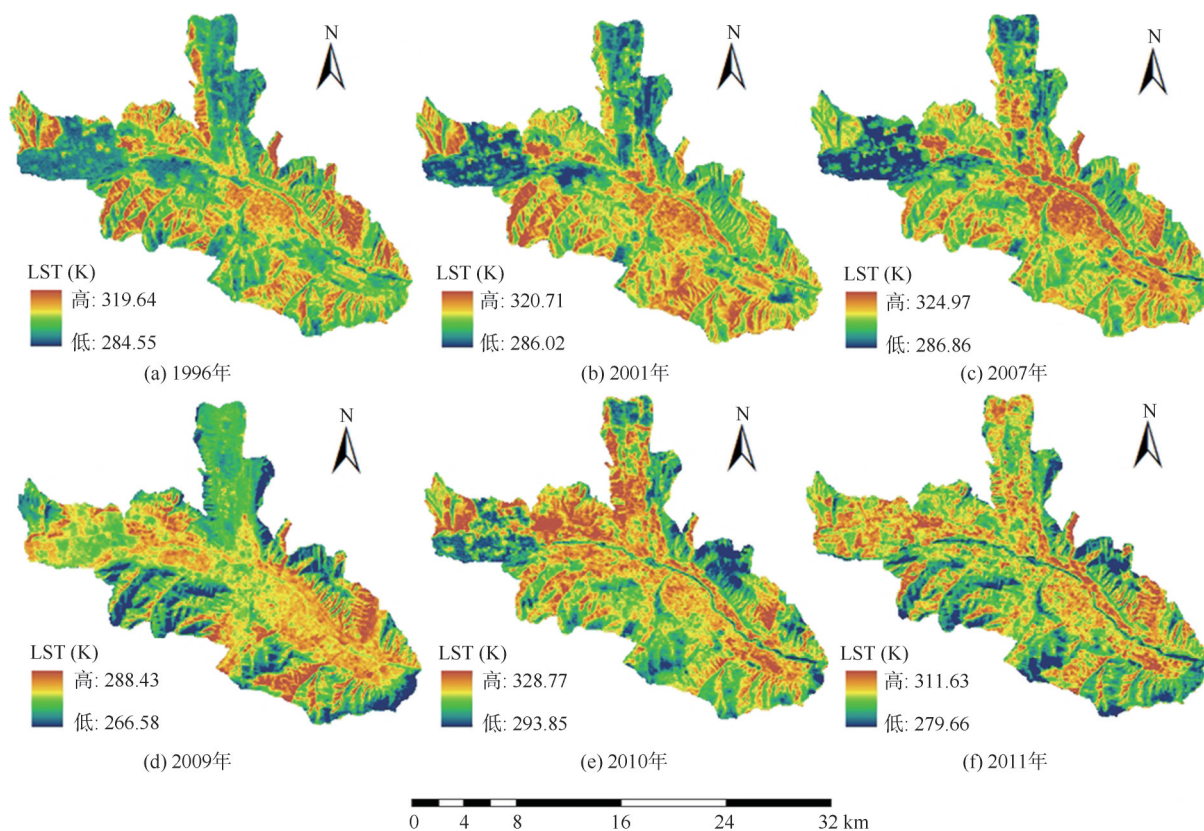 N
N
N
LST (K)
高: 319.64
低: 284.55
(a) 1996年
LST (K)
高: 320.71
低: 286.02
(b) 2001年
LST (K)
高: 324.97
低: 286.86
(c) 2007年
N
N
N
LST (K)
高: 288.43
低: 266.58
(d) 2009年
LST (K)
高: 328.77
低: 293.85
(e) 2010年
LST (K)
高: 311.63
低: 279.66
(f) 2011年
0 4 8 16 24 32 km